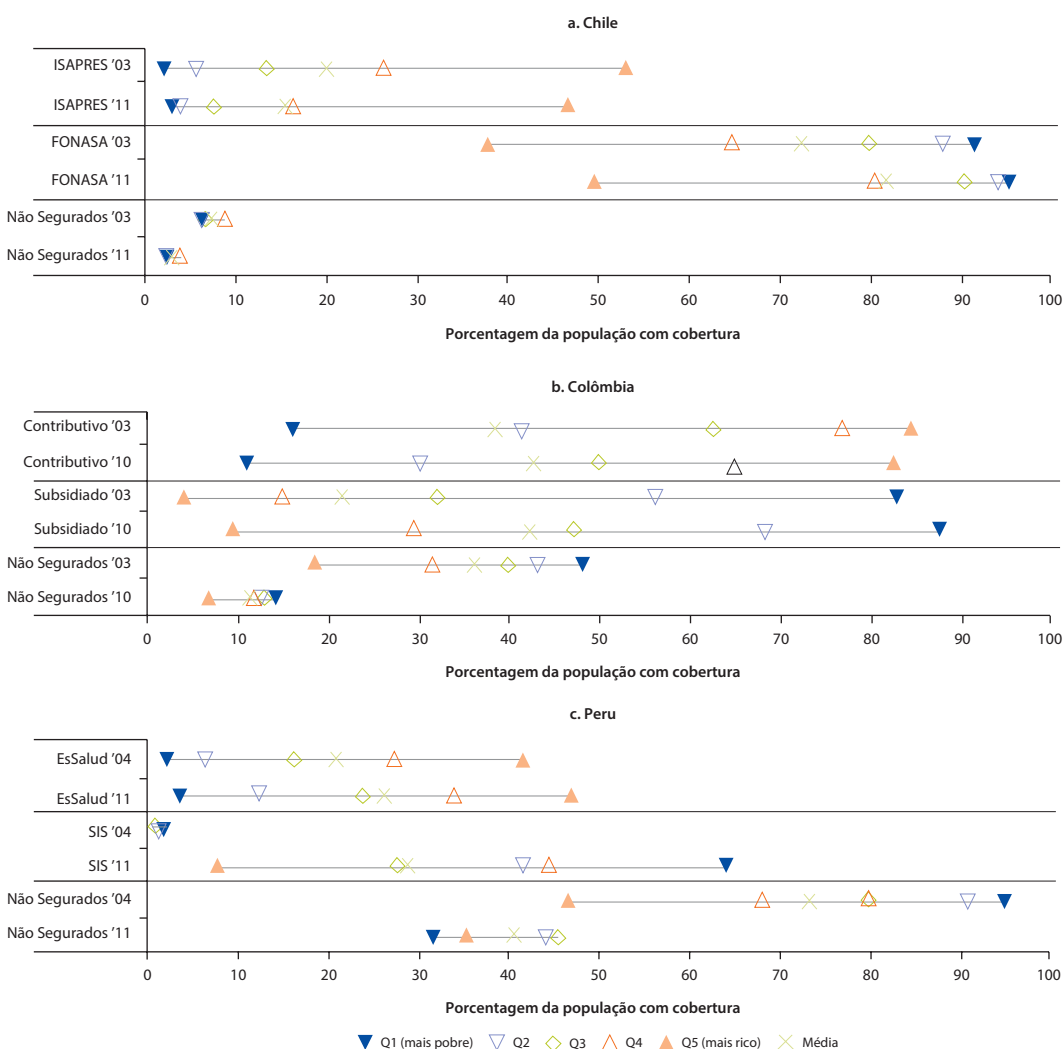 a. Chile
ISAPRES ’03
ISAPRES ’11
FONASA ’03
FONASA ’11
Não Segurados ’03
Não Segurados ’11
0 10 20 30 40 50 60 70 80 90 100
Porcentagem da população com cobertura
b. Colômbia
Contributivo ’03
Contributivo ’10
Subsidiado ’03
Subsidiado ’10
Não Segurados ’03
Não Segurados ’10
0 10 20 30 40 50 60 70 80 90 100
Porcentagem da população com cobertura
c. Peru
EsSalud ’04
EsSalud ’11
SIS ’04
SIS ’11
Não Segurados ’04
Não Segurados ’11
0 10 20 30 40 50 60 70 80 90 100
Porcentagem da população com cobertura
Q1 (mais pobre) Q2 Q3 Q4 Q5 (mais rico) Média